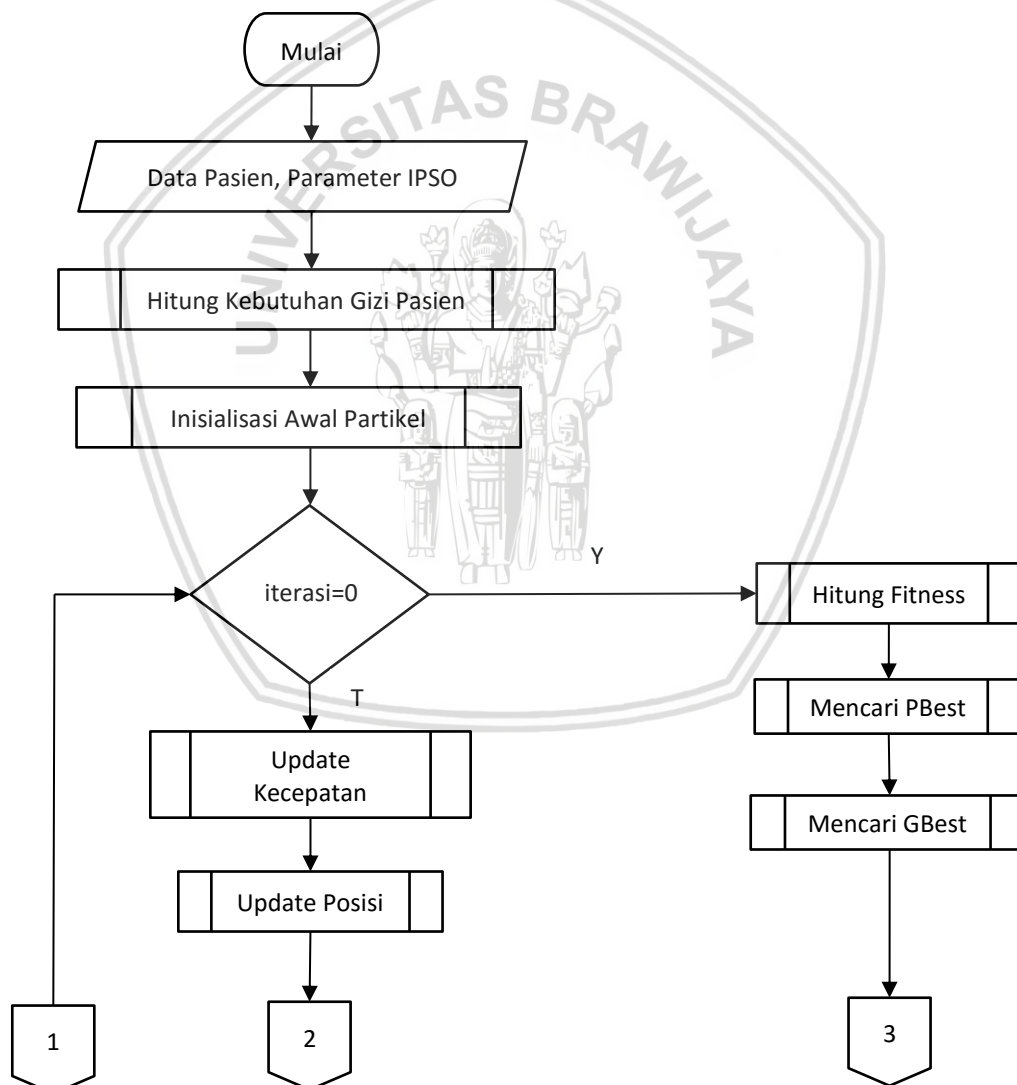 Mulai
UNIVERSITAS BRAWIJAYA
Data Pasien, Parameter IPSO
Hitung Kebutuhan Gizi Pasien
Inisialisasi Awal Partikel
Y
iterasi=0
Hitung Fitness
T
Mencari PBest
Update
Kecepatan
Mencari GBest
Update Posisi
1
2
3